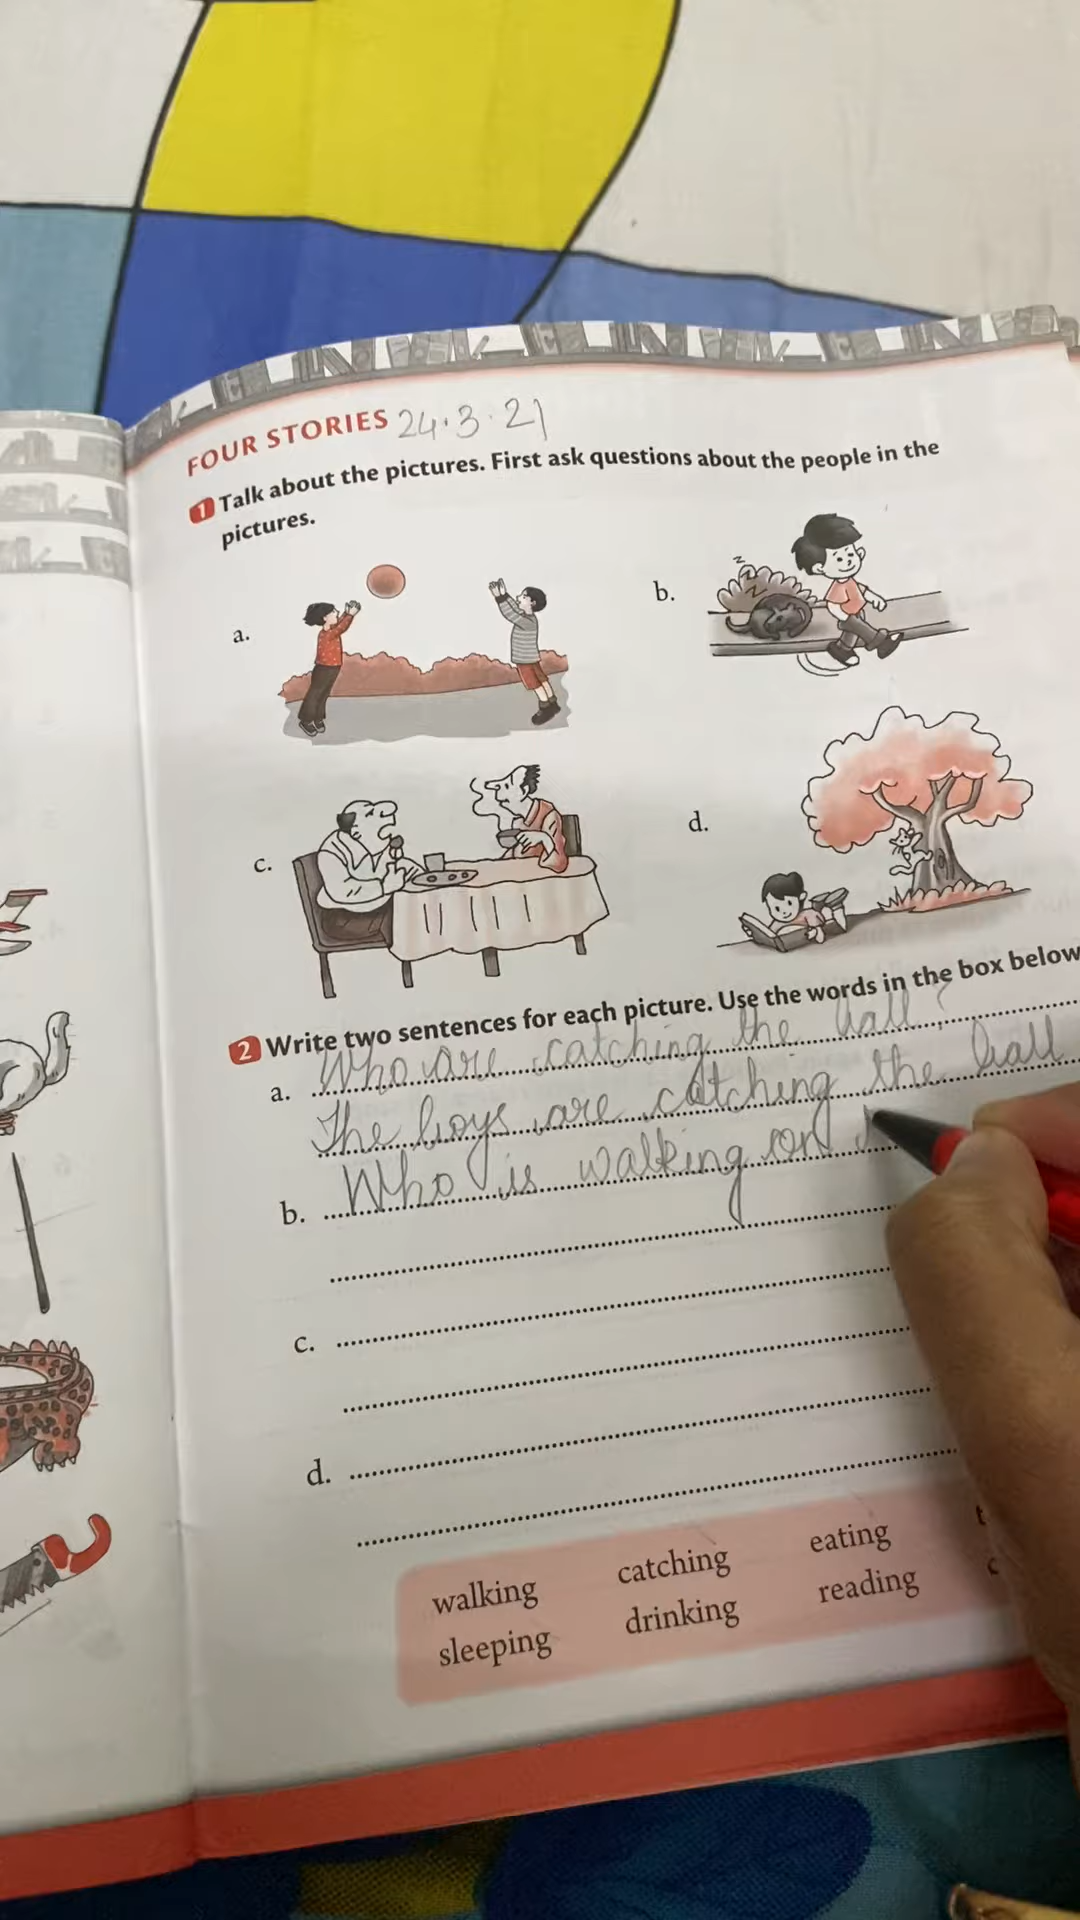 FOUR STORIES 24.3.21
1 Talk about the pictures. First ask questions about the people in the
pictures.
a.
b.
z z z
c.
d.
2 Write two sentences for each picture. Use the words in the box below
a. Who are catching the ball?
The boys are catching the ball
b. Who is walking on
c.
d.
walking catching eating
sleeping drinking reading